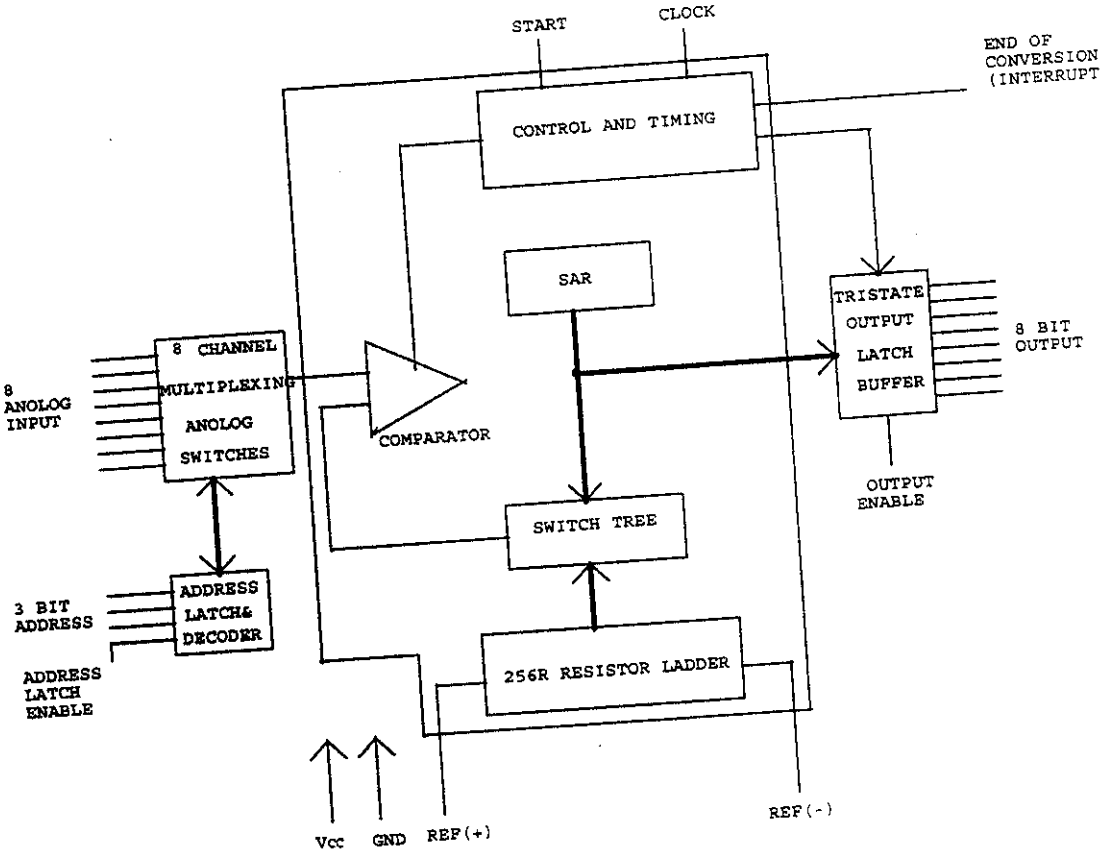 START
CLOCK
END OF
CONVERSION
(INTERRUPT
CONTROL AND TIMING
SAR
TRISTATE
OUTPUT
LATCH
BUFFER
8 BIT
OUTPUT
8 CHANNEL
MULTIPLEXING
ANOLOG
SWITCHES
8
ANOLOG
INPUT
COMPARATOR
OUTPUT
ENABLE
SWITCH TREE
3 BIT
ADDRESS
ADDRESS
LATCH&
DECODER
ADDRESS
LATCH
ENABLE
256R RESISTOR LADDER
Vcc
GND
REF(+)
REF(-)